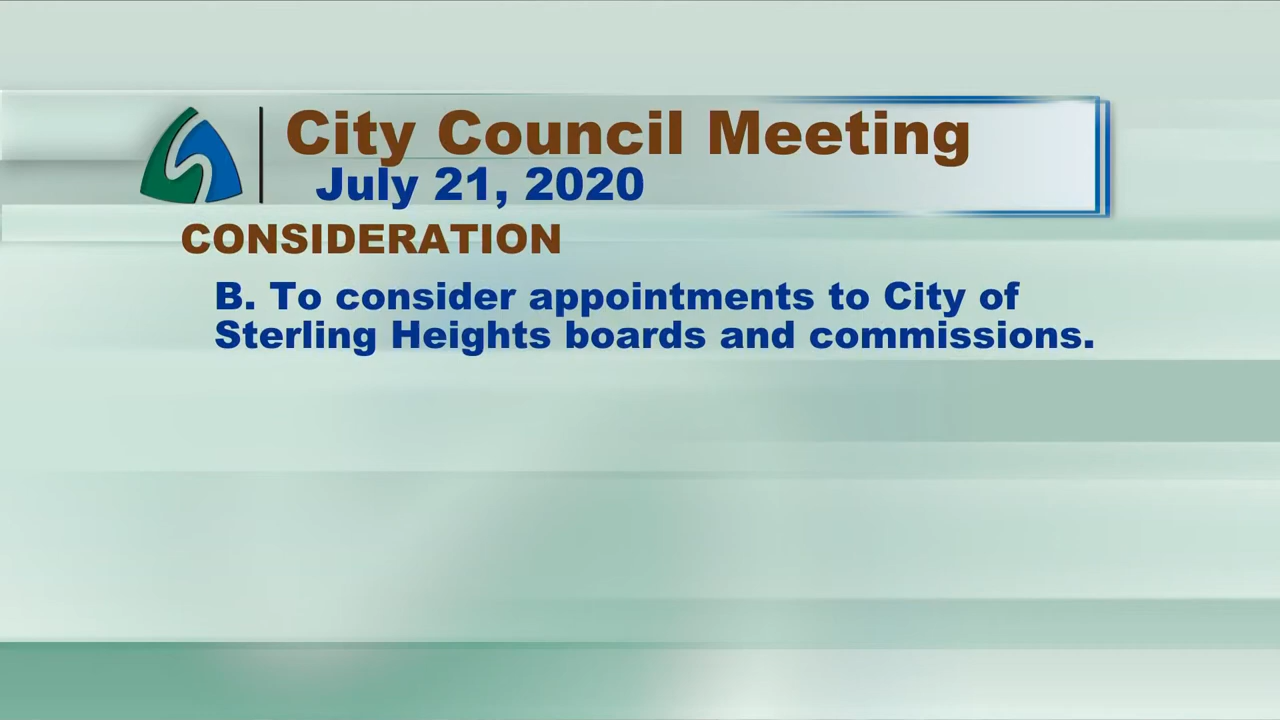 City Council Meeting
July 21, 2020
CONSIDERATION
B. To consider appointments to City of
Sterling Heights boards and commissions.